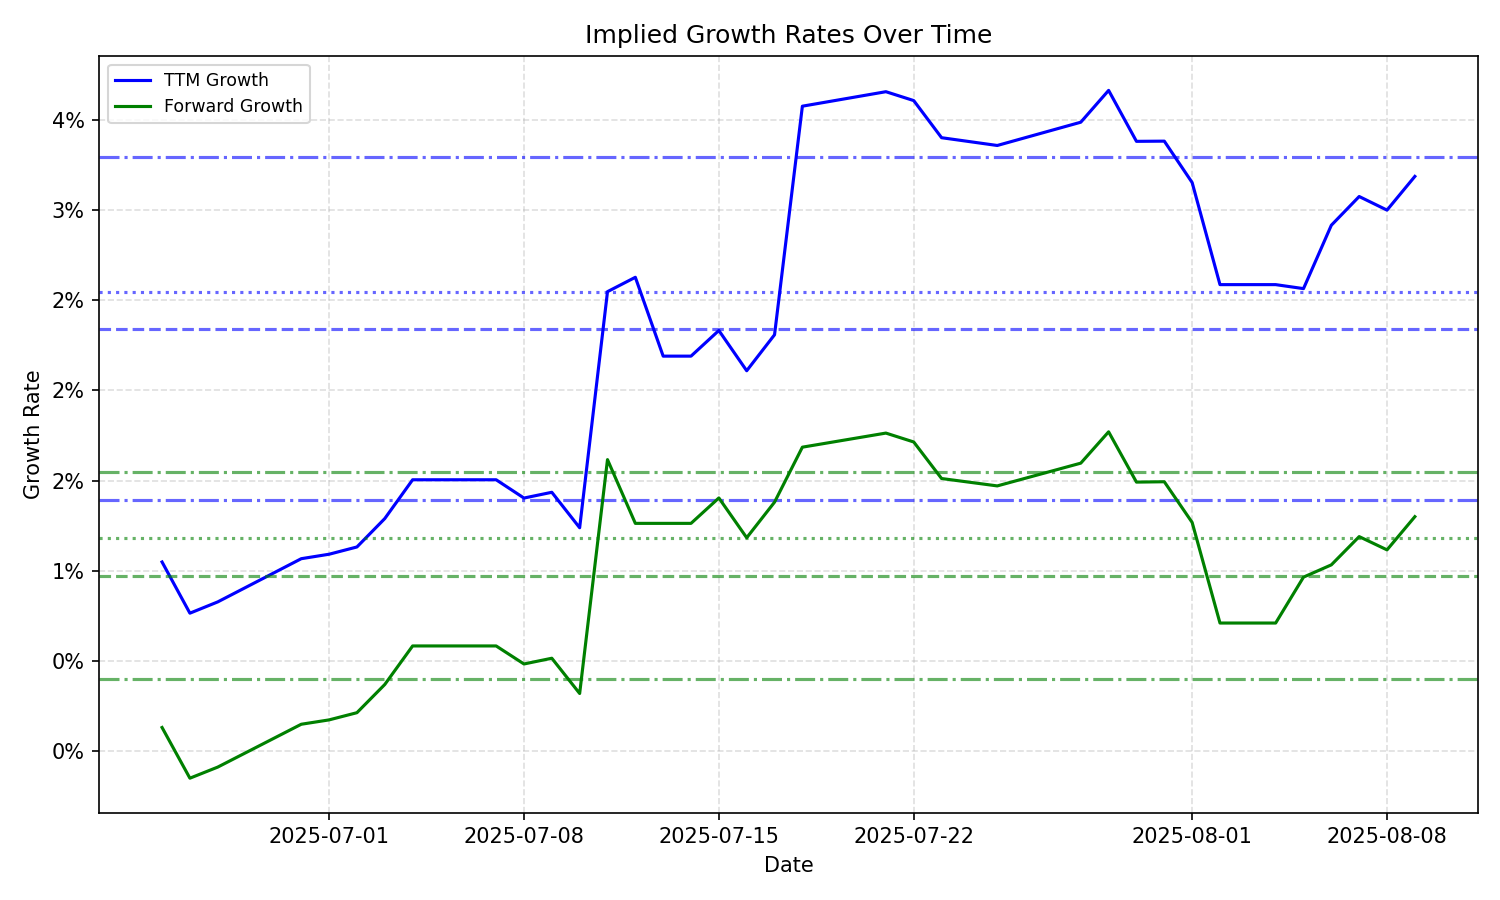 Implied Growth Rates Over Time
TTM Growth
Forward Growth
4%
3%
2%
2%
2%
1%
0%
0%
Growth Rate
2025-07-01
2025-07-08
2025-07-15
2025-07-22
2025-08-01
2025-08-08
Date